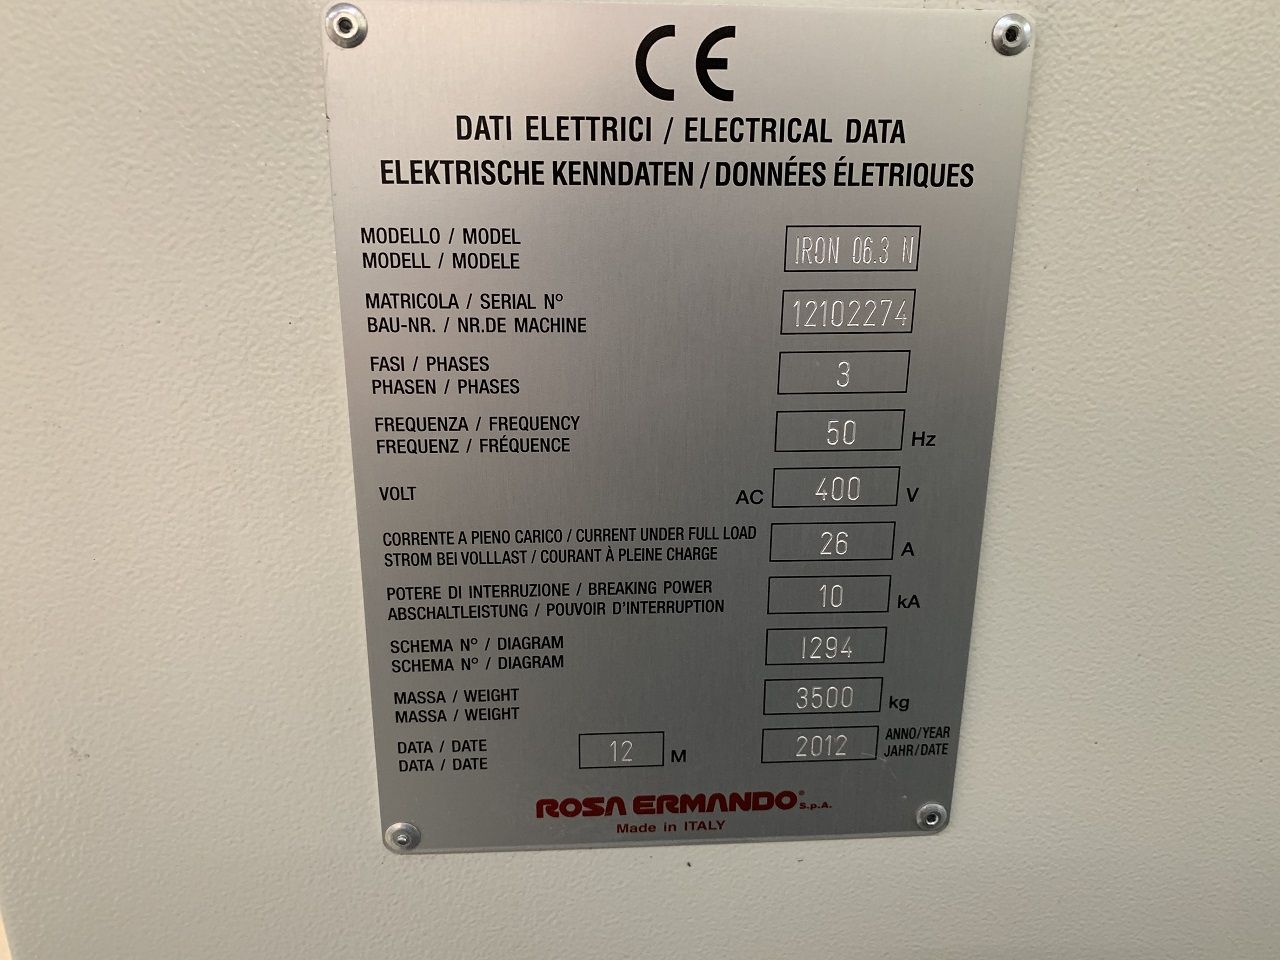 CE
DATI ELETTRICI / ELECTRICAL DATA
ELEKTRISCHE KENNDATEN / DONNÉES ÉLETRIQUES
MODELLO / MODEL
MODELL / MODELE
IRON 06.3 N
MATRICOLA / SERIAL Nº
BAU-NR. / NR.DE MACHINE
12102274
FASI / PHASES
PHASEN / PHASES
3
FREQUENZA / FREQUENCY
FREQUENZ / FRÉQUENCE
50 Hz
VOLT AC 400 V
CORRENTE A PIENO CARICO / CURRENT UNDER FULL LOAD
STROM BEI VOLLLAST / COURANT À PLEINE CHARGE
26 A
POTERE DI INTERRUZIONE / BREAKING POWER
ABSCHALTLEISTUNG / POUVOIR D'INTERRUPTION
10 kA
SCHEMA Nº / DIAGRAM
SCHEMA Nº / DIAGRAM
1294
MASSA / WEIGHT
MASSA / WEIGHT
3500 kg
DATA / DATE
DATA / DATE
12 M
2012
ANNO/YEAR
JAHR/DATE
ROSA ERMANDO® S.p.A.
Made in ITALY